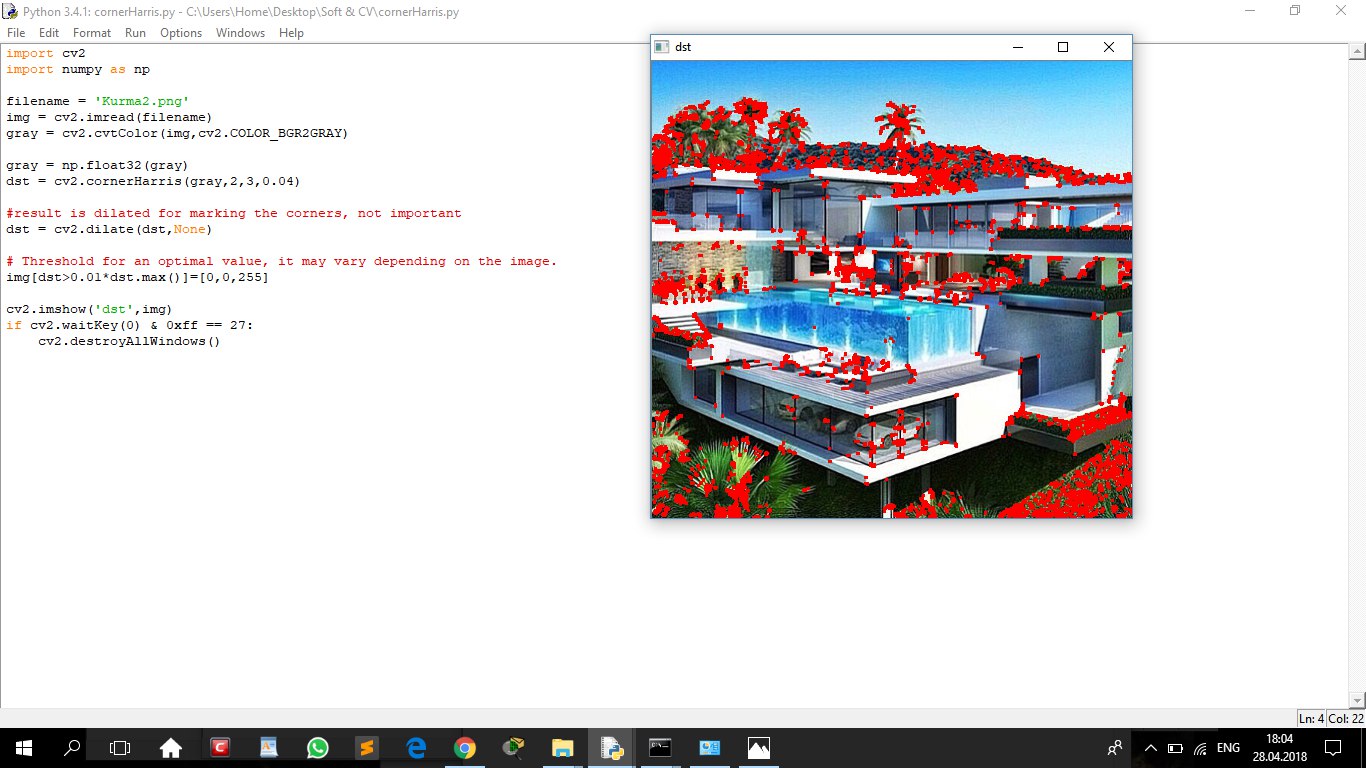 Python 3.4.1: cornerHarris.py - C:\Users\Home\Desktop\Soft & CV\cornerHarris.py
File Edit Format Run Options Windows Help
import cv2
import numpy as np
filename = 'Kurma2.png'
img = cv2.imread(filename)
gray = cv2.cvtColor(img,cv2.COLOR_BGR2GRAY)
gray = np.float32(gray)
dst = cv2.cornerHarris(gray,2,3,0.04)
#result is dilated for marking the corners, not important
dst = cv2.dilate(dst,None)
# Threshold for an optimal value, it may vary depending on the image.
img[dst>0.01*dst.max()]=[0,0,255]
cv2.imshow('dst',img)
if cv2.waitKey(0) & 0xff == 27:
    cv2.destroyAllWindows()
dst
Ln: 4 Col: 22
ENG
18:04
28.04.2018